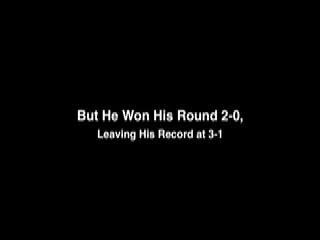 But He Won His Round 2-0,
Leaving His Record at 3-1